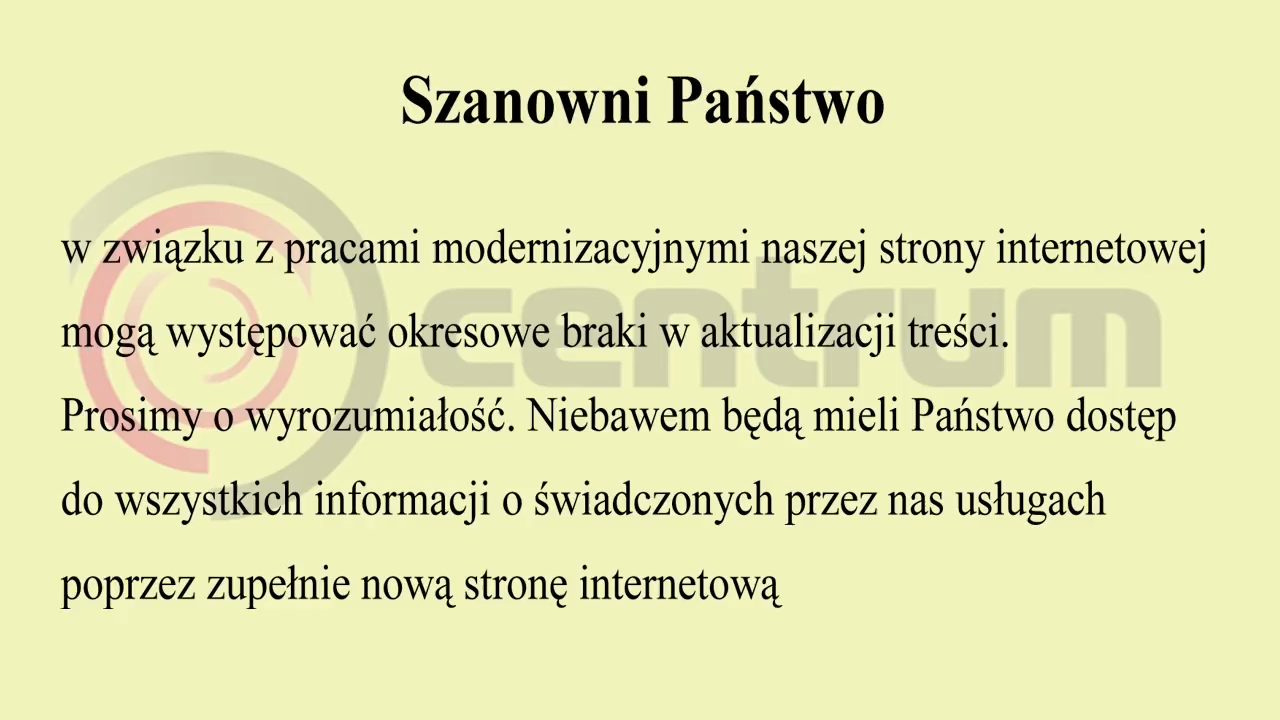 Szanowni Państwo
centrum
w związku z pracami modernizacyjnymi naszej strony internetowej
mogą występować okresowe braki w aktualizacji treści.
Prosimy o wyrozumiałość. Niebawem będą mieli Państwo dostęp
do wszystkich informacji o świadczonych przez nas usługach
poprzez zupełnie nową stronę internetową